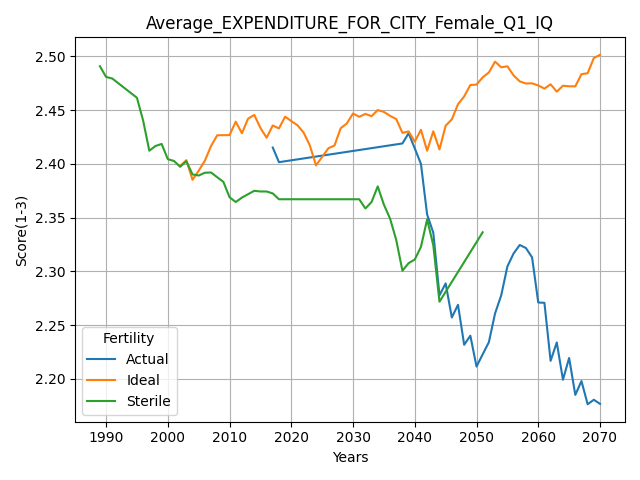 Average_EXPENDITURE_FOR_CITY_Female_Q1_IQ
2.50
2.45
2.40
2.35
2.30
2.25
2.20
Score(1-3)
Fertility
Actual
Ideal
Sterile
1990 2000 2010 2020 2030 2040 2050 2060 2070
Years